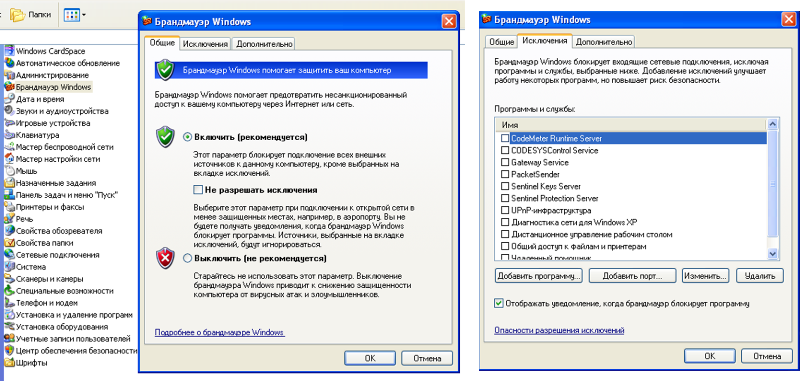 Папки
Windows CardSpace
Автоматическое обновление
Администрирование
Брандмауэр Windows
Дата и время
Звуки и аудиоустройства
Игровые устройства
Клавиатура
Мастер беспроводной сети
Мастер настройки сети
Мышь
Назначенные задания
Панель задач и меню "Пуск"
Принтеры и факсы
Речь
Свойства обозревателя
Свойства папки
Сетевые подключения
Система
Сканеры и камеры
Специальные возможности
Телефон и модем
Установка и удаление программ
Установка оборудования
Учетные записи пользователей
Центр обеспечения безопасности
Шрифты
Брандмауэр Windows
Общие Исключения Дополнительно
Брандмауэр Windows помогает защитить ваш компьютер
Брандмауэр Windows помогает предотвратить несанкционированный
доступ к вашему компьютеру через Интернет или сеть.
Включить (рекомендуется)
Этот параметр блокирует подключение всех внешних
источников к данному компьютеру, кроме выбранных на
вкладке исключений.
Не разрешать исключения
Выберите этот параметр при подключении к открытой сети в
менее защищенных местах, например, в аэропорту. Вы не
будете получать уведомления, когда брандмауэр Windows
блокирует программы. Источники, выбранные на вкладке
исключений, будут игнорироваться.
Выключить (не рекомендуется)
Старайтесь не использовать этот параметр. Выключение
брандмауэра Windows приводит к снижению защищенности
компьютера от вирусных атак и злоумышленников.
Подробнее о брандмауэре Windows
ОК Отмена
Брандмауэр Windows
Общие Исключения Дополнительно
Брандмауэр Windows блокирует входящие сетевые подключения, исключая
программы и службы, выбранные ниже. Добавление исключений улучшает
работу некоторых программ, но повышает риск безопасности.
Программы и службы:
Имя
CodeMeter Runtime Server
CODESYSControl Service
Gateway Service
PacketSender
Sentinel Keys Server
Sentinel Protection Server
UPnP-инфраструктура
Диагностика сети для Windows XP
Дистанционное управление рабочим столом
Общий доступ к файлам и принтерам
Удаленный помощник
Добавить программу... Добавить порт... Изменить... Удалить
Отображать уведомление, когда брандмауэр блокирует программу
Опасности разрешения исключений
ОК Отмена